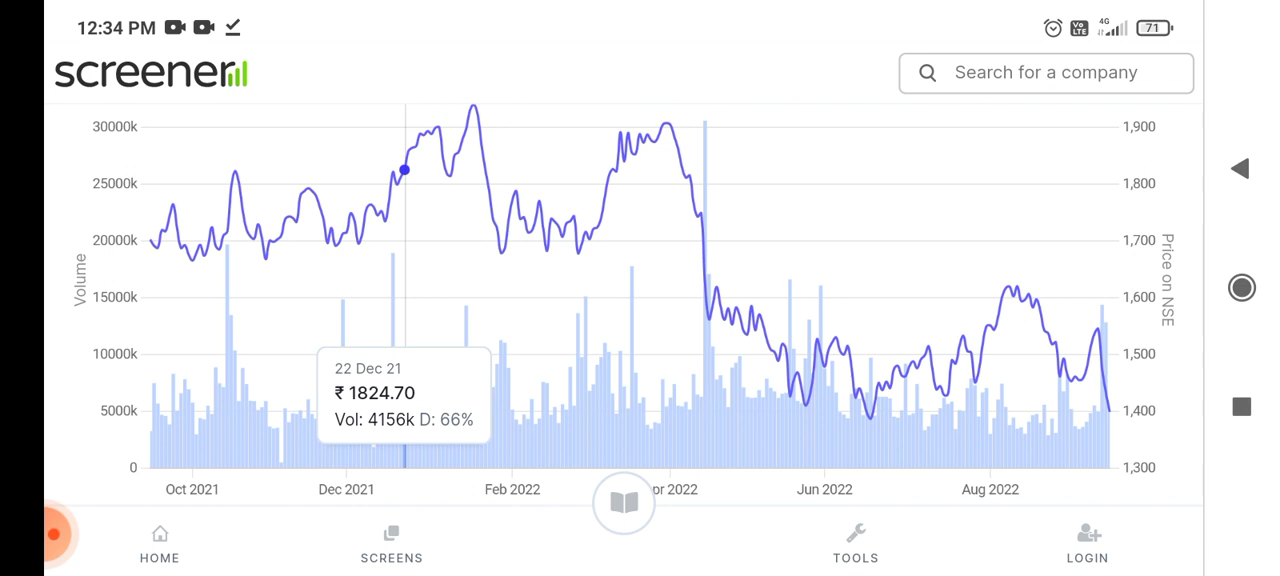 12:34 PM
4G
Vo
LTE
71
screener
Search for a company
30000k
25000k
20000k
15000k
10000k
5000k
0
Volume
1,900
1,800
1,700
1,600
1,500
1,400
1,300
Price on NSE
22 Dec 21
₹ 1824.70
Vol: 4156k D: 66%
Oct 2021
Dec 2021
Feb 2022
pr 2022
Jun 2022
Aug 2022
HOME
SCREENS
TOOLS
LOGIN